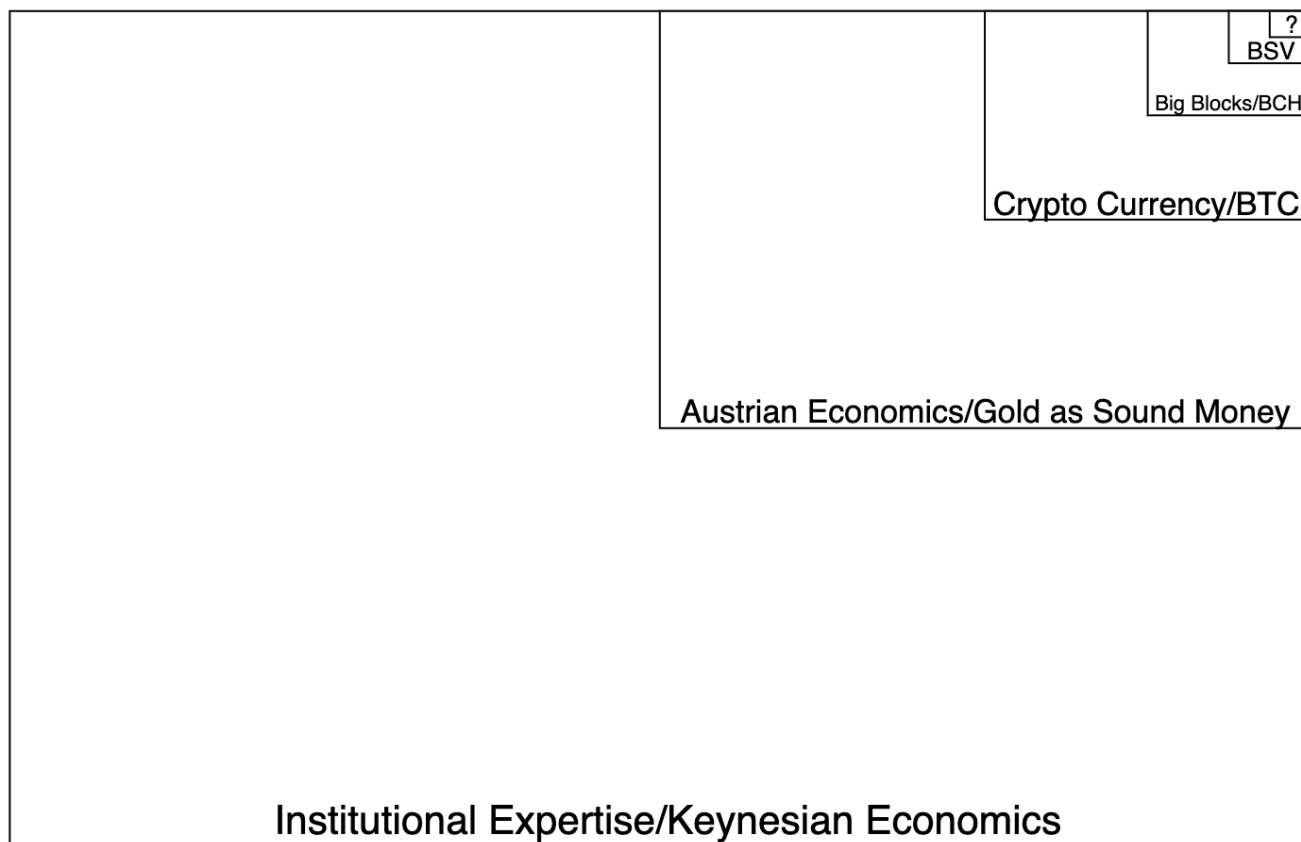 ?
BSV
Big Blocks/BCH
Crypto Currency/BTC
Austrian Economics/Gold as Sound Money
Institutional Expertise/Keynesian Economics